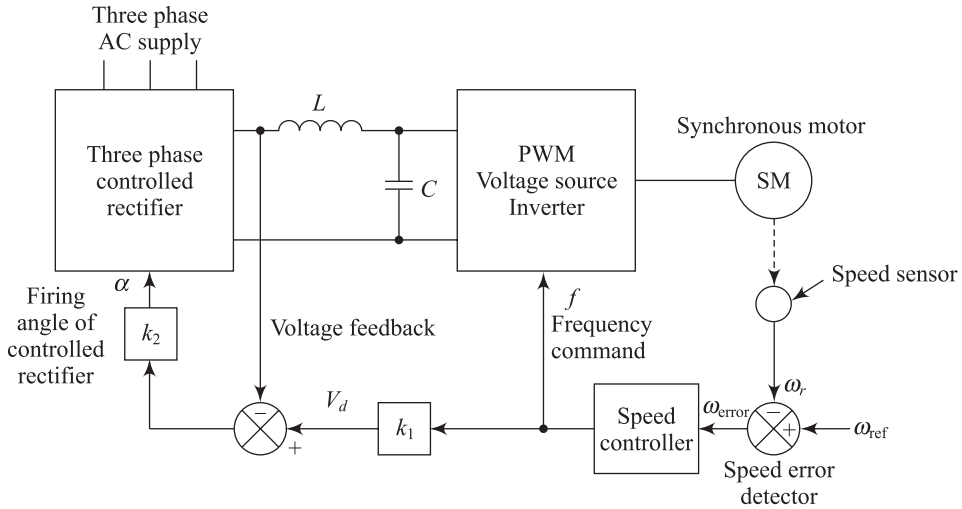 Three phase
AC supply
Three phase
controlled
rectifier
L
C
PWM
Voltage source
Inverter
Synchronous motor
SM
Speed sensor
α
Firing
angle of
controlled
rectifier
k2
Voltage feedback
f
Frequency
command
−
+
Vd
k1
Speed
controller
ωerror
ωr
−
+
ωref
Speed error
detector